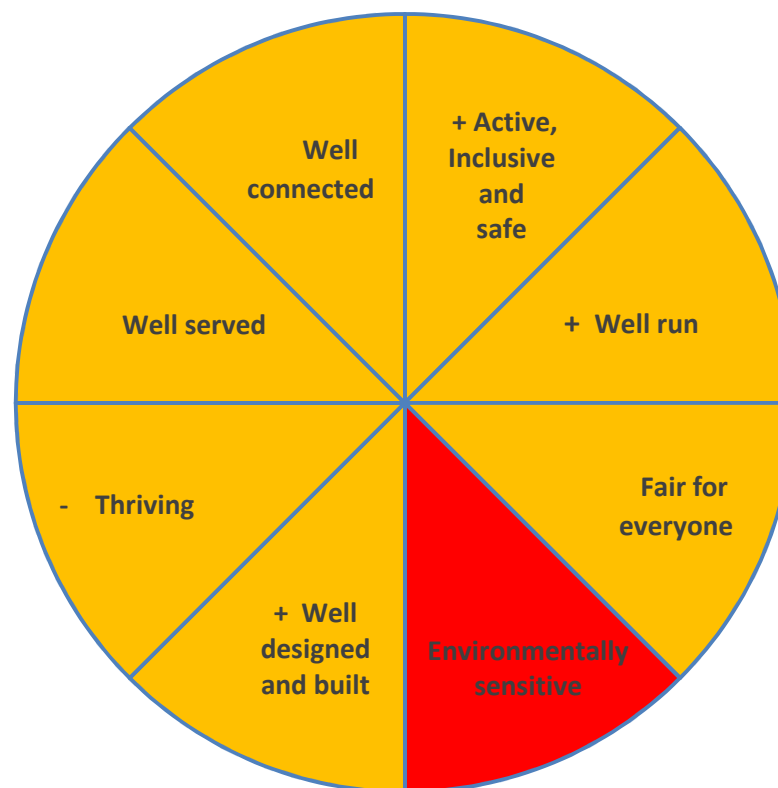 + Active,
Inclusive
and
safe
+ Well run
Fair for
everyone
Environmentally
sensitive
+ Well
designed
and built
- Thriving
Well served
Well
connected